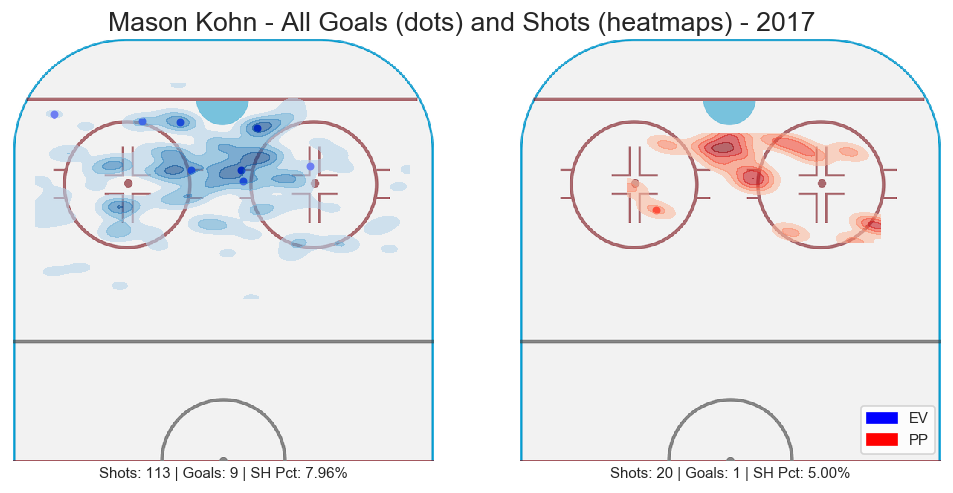 Mason Kohn - All Goals (dots) and Shots (heatmaps) - 2017
EV
PP
Shots: 113 | Goals: 9 | SH Pct: 7.96%
Shots: 20 | Goals: 1 | SH Pct: 5.00%